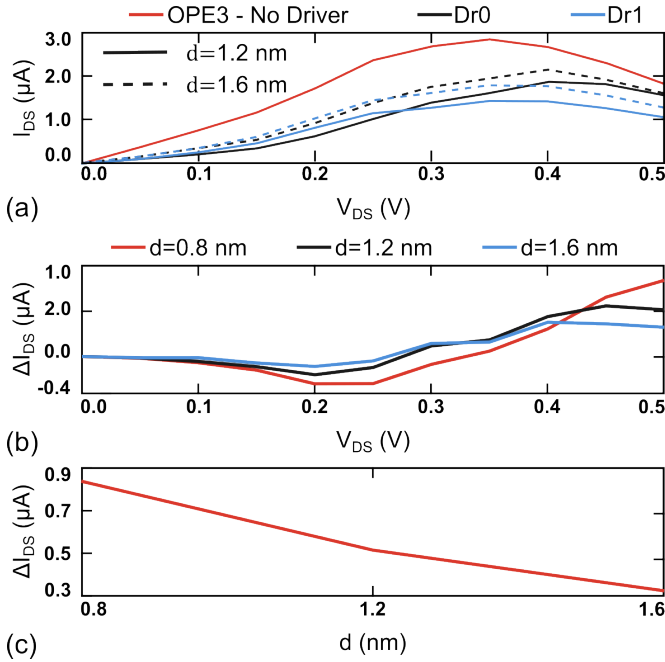 OPE3 - No Driver Dr0 Dr1
3.0
2.0
1.0
0.0
I_DS (μA)
d=1.2 nm
d=1.6 nm
0.0 0.1 0.2 0.3 0.4 0.5
V_DS (V)
(a)
d=0.8 nm d=1.2 nm d=1.6 nm
1.0
2.0
0.0
-0.4
ΔI_DS (μA)
0.0 0.1 0.2 0.3 0.4 0.5
V_DS (V)
(b)
0.9
0.7
0.5
0.3
ΔI_DS (μA)
0.8 1.2 1.6
d (nm)
(c)